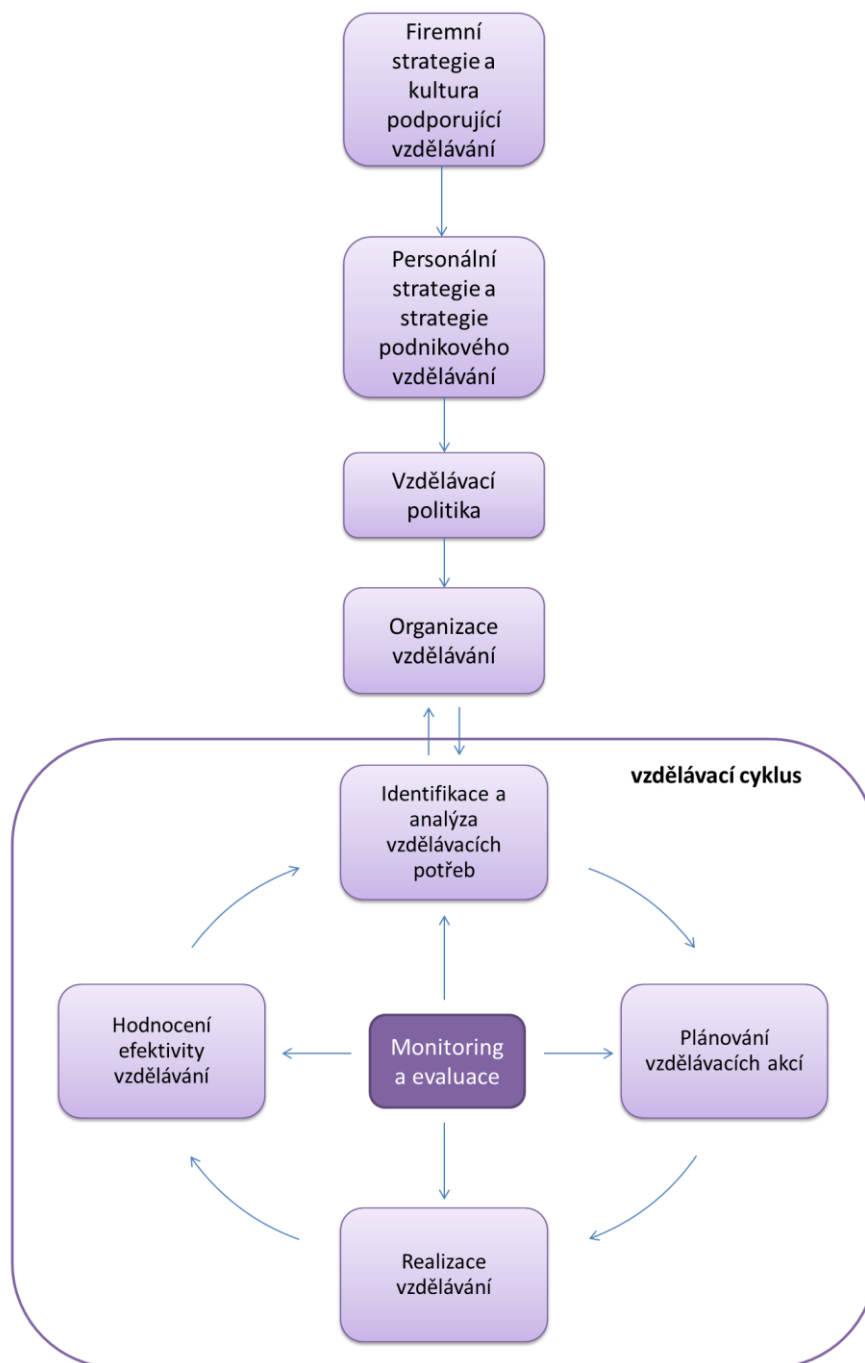 Firemní
strategie a
kultura
podporující
vzdělávání
Personální
strategie a
strategie
podnikového
vzdělávání
Vzdělávací
politika
Organizace
vzdělávání
vzdělávací cyklus
Identifikace a
analýza
vzdělávacích
potřeb
Hodnocení
efektivity
vzdělávání
Monitoring
a evaluace
Plánování
vzdělávacích akcí
Realizace
vzdělávání